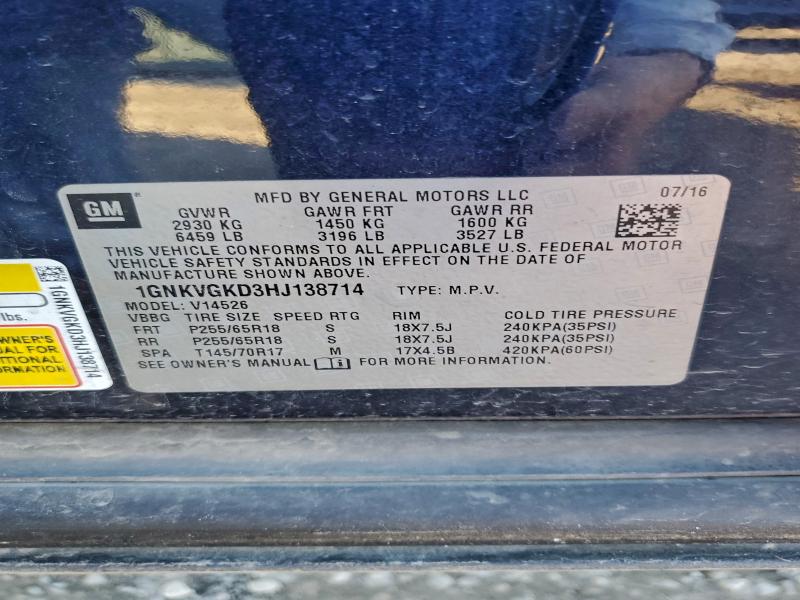 GM
MFD BY GENERAL MOTORS LLC 07/16
GVWR GAWR FRT GAWR RR
2930 KG 1450 KG 1600 KG
6459 LB 3196 LB 3527 LB
THIS VEHICLE CONFORMS TO ALL APPLICABLE U.S. FEDERAL MOTOR
VEHICLE SAFETY STANDARDS IN EFFECT ON THE DATE OF
MANUFACTURE SHOWN ABOVE.
1GNKVGKD3HJ138714 TYPE: M.P.V.
MODEL: V14526
VBBG TIRE SIZE SPEED RTG RIM COLD TIRE PRESSURE
FRT P255/65R18 S 18X7.5J 240KPA(35PSI)
RR P255/65R18 S 18X7.5J 240KPA(35PSI)
SPA T145/70R17 M 17X4.5B 420KPA(60PSI)
SEE OWNER'S MANUAL FOR MORE INFORMATION.
lbs.
OWNER'S
FOR
1GNKVGKD3HJ138714